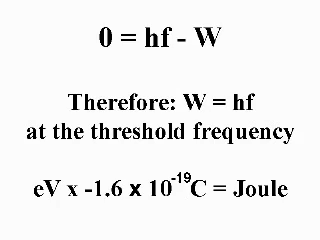 0 = hf - W
Therefore: W = hf
at the threshold frequency
eV x -1.6 x 10⁻¹⁹C = Joule